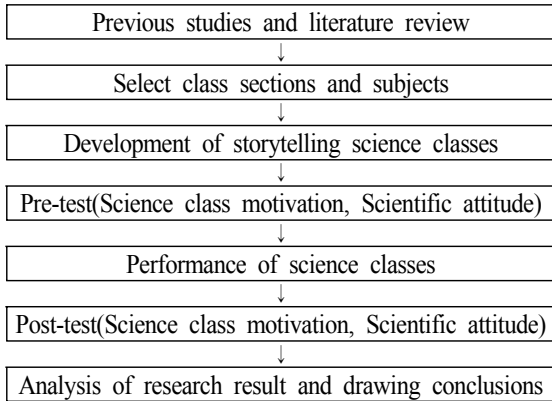 Previous studies and literature review
↓
Select class sections and subjects
↓
Development of storytelling science classes
↓
Pre-test(Science class motivation, Scientific attitude)
↓
Performance of science classes
↓
Post-test(Science class motivation, Scientific attitude)
↓
Analysis of research result and drawing conclusions